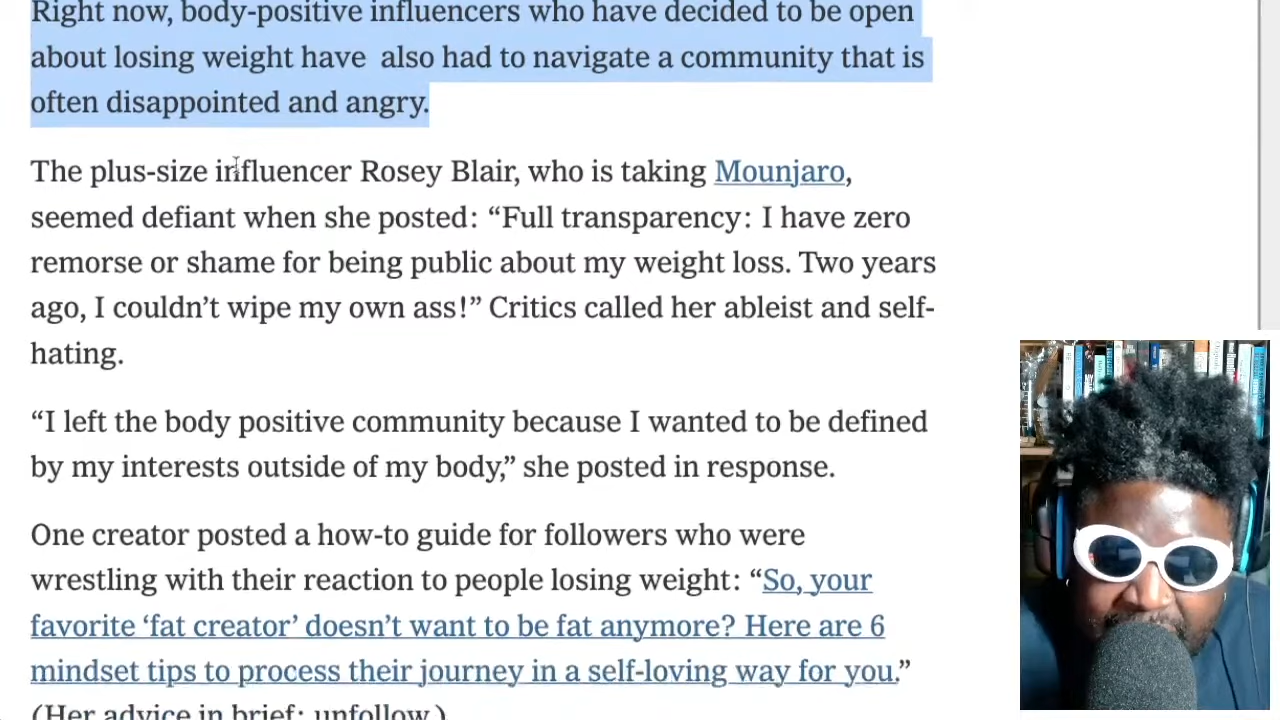 Right now, body-positive influencers who have decided to be open
about losing weight have also had to navigate a community that is
often disappointed and angry.
The plus-size influencer Rosey Blair, who is taking Mounjaro,
seemed defiant when she posted: “Full transparency: I have zero
remorse or shame for being public about my weight loss. Two years
ago, I couldn’t wipe my own ass!” Critics called her ableist and self-
hating.
“I left the body positive community because I wanted to be defined
by my interests outside of my body,” she posted in response.
One creator posted a how-to guide for followers who were
wrestling with their reaction to people losing weight: “So, your
favorite ‘fat creator’ doesn’t want to be fat anymore? Here are 6
mindset tips to process their journey in a self-loving way for you.”
(Her advice in brief: unfollow.)